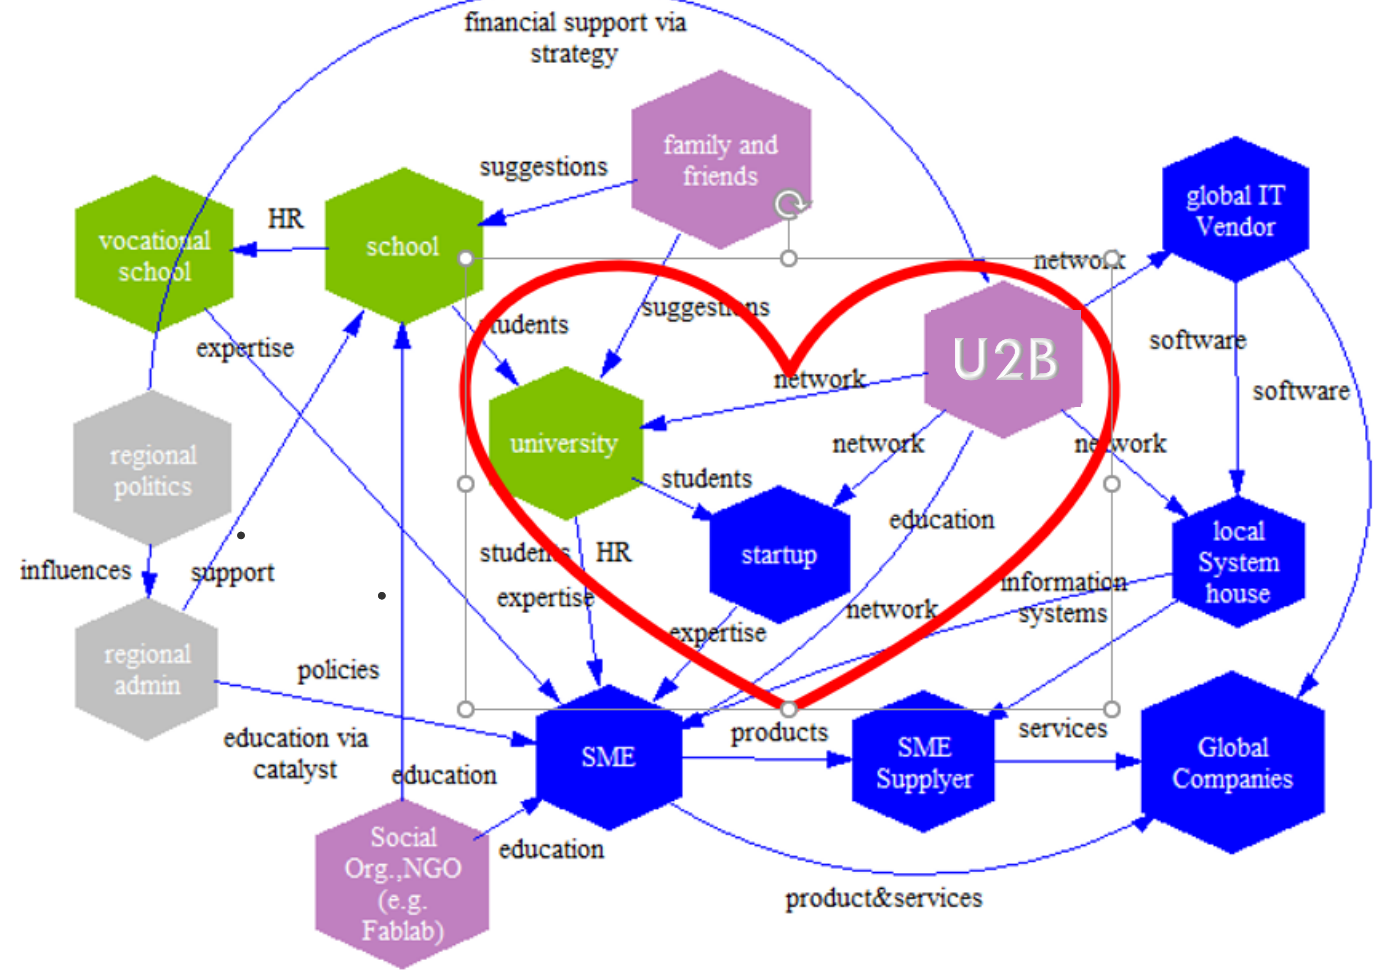 financial support via
strategy
family and
friends
suggestions
global IT
Vendor
HR
vocational
school
school
network
suggestions
students
expertise
software
U2B
network
software
university
regional
politics
network
network
students
education
local
System
house
startup
students
HR
influences
support
expertise
information
systems
network
expertise
regional
admin
policies
education via
catalyst
products
services
SME
SME
Supplyer
Global
Companies
education
education
Social
Org.,NGO
(e.g.
Fablab)
product&services